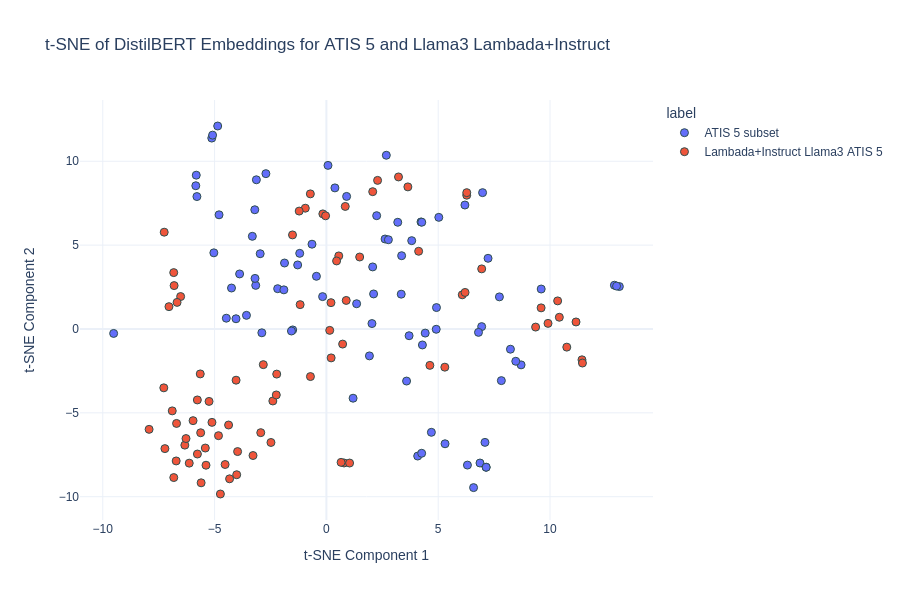 t-SNE of DistilBERT Embeddings for ATIS 5 and Llama3 Lambada+Instruct
label
ATIS 5 subset
Lambada+Instruct Llama3 ATIS 5
10
5
0
−5
−10
t-SNE Component 2
−10 −5 0 5 10
t-SNE Component 1